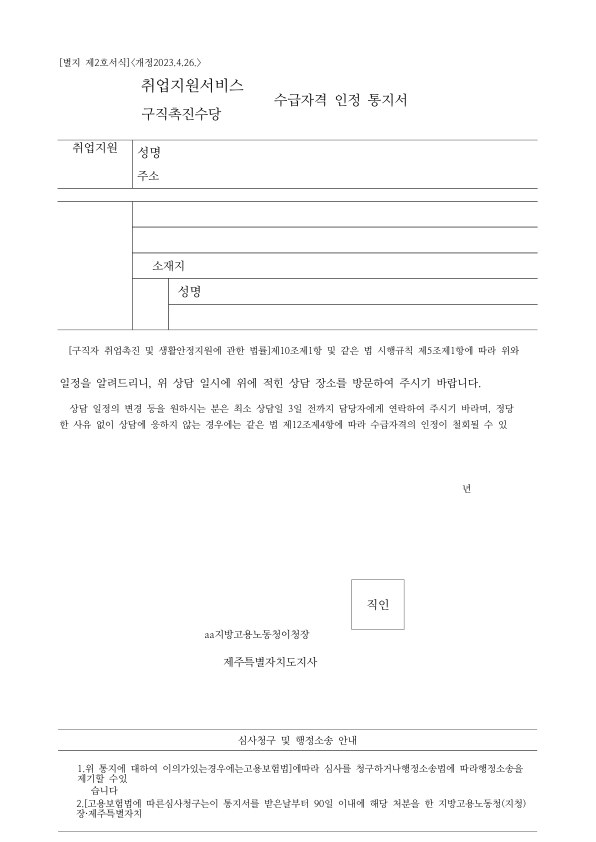 [별지 제2호서식]<개정2023.4.26.>
취업지원서비스
수급자격 인정 통지서
구직촉진수당
취업지원
성명
주소
소재지
성명
[구직자 취업촉진 및 생활안정지원에 관한 법률]제10조제1항 및 같은 범 시행규칙 제5조제1항에 따라 위와
일정을 알려드리니, 위 상담 일시에 위에 적힌 상담 장소를 방문하여 주시기 바랍니다.
상담 일정의 변경 등을 원하시는 분은 최소 상담일 3일 전까지 담당자에게 연락하여 주시기 바라며, 정당
한 사유 없이 상담에 응하지 않는 경우에는 같은 범 제12조제4항에 따라 수급자격의 인정이 철회될 수 있
년
직인
aa지방고용노동청이청장
제주특별자치도지사
심사청구 및 행정소송 안내
1.위 통지에 대하여 이의가있는경우에는고용보험법]에따라 심사를 청구하거나행정소송법에 따라행정소송을
제기할 수있
습니다
2.[고용보험법에 따른심사청구는이 통지서를 받은날부터 90일 이내에 해당 처분을 한 지방고용노동청(지청)
장·제주특별자치